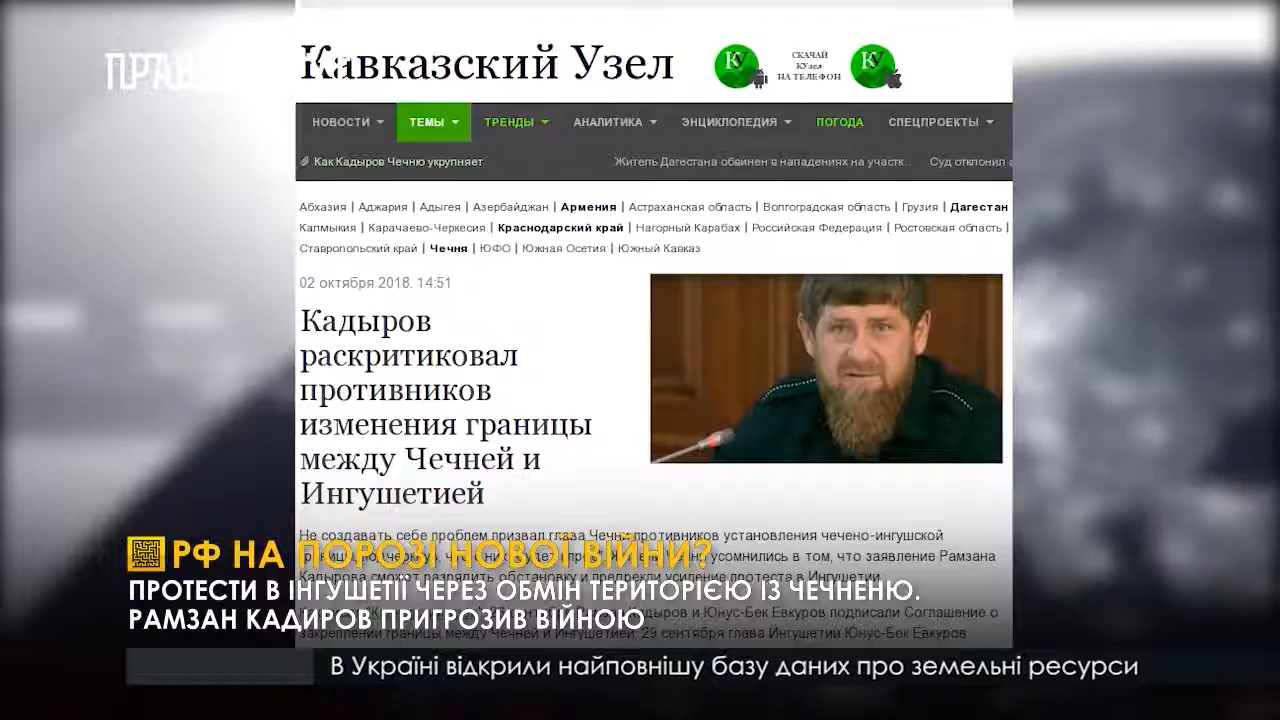 ПРА
Кавказский Узел
СКАЧАЙ
КУзел
НА ТЕЛЕФОН
НОВОСТИ ТЕМЫ ТРЕНДЫ АНАЛИТИКА ЭНЦИКЛОПЕДИЯ ПОГОДА СПЕЦПРОЕКТЫ
Как Кадыров Чечню укрупняет Житель Дагестана обвинен в нападениях на участк.. Суд отклонил а
Абхазия | Аджария | Адыгея | Азербайджан | Армения | Астраханская область | Волгоградская область | Грузия | Дагестан
Калмыкия | Карачаево-Черкесия | Краснодарский край | Нагорный Карабах | Российская Федерация | Ростовская область |
Ставропольский край | Чечня | ЮФО | Южная Осетия | Южный Кавказ
02 октября 2018, 14:51
Кадыров
раскритиковал
противников
изменения границы
между Чечней и
Ингушетией
Не создавать себе проблем призвал глава Чечни противников установления чечено-ингушской
усомнились в том, что заявление Рамзана
Кадырова сможет разрядить обстановку и предрекли усиление протеста в Ингушетии.
РФ НА ПОРОЗІ НОВОЇ ВІЙНИ?
ПРОТЕСТИ В ІНГУШЕТІЇ ЧЕРЕЗ ОБМІН ТЕРИТОРІЄЮ ІЗ ЧЕЧНЕНЮ.
Кадыров и Юнус-Бек Евкуров подписали Соглашение о
РАМЗАН КАДИРОВ ПРИГРОЗИВ ВІЙНОЮ
закреплении границы между Чечней и Ингушетией. 29 сентября глава Ингушетии Юнус-Бек Евкуров
В Україні відкрили найповнішу базу даних про земельні ресурси